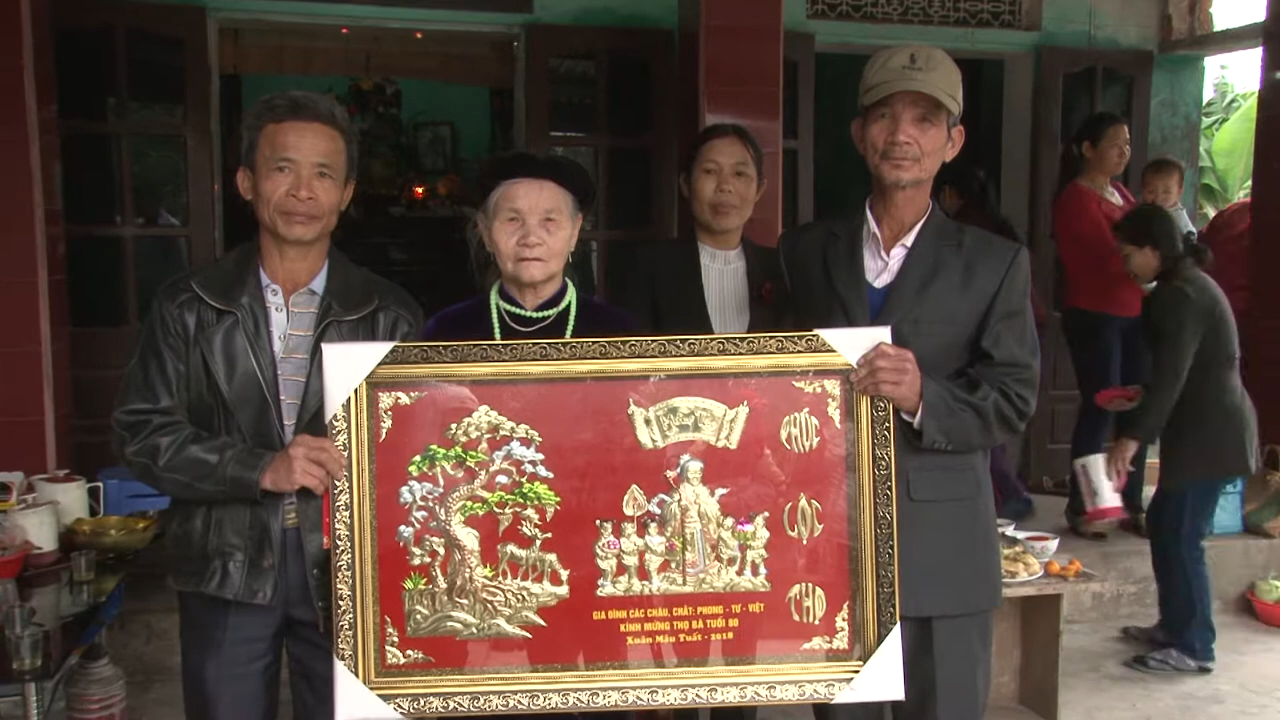 PHÚC
LỘC
THỌ
GIA ĐÌNH CÁC CHÁU, CHẮT: PHONG - TƯ - VIỆT
KÍNH MỪNG THỌ BÀ TUỔI 80
Xuân Mậu Tuất - 2018